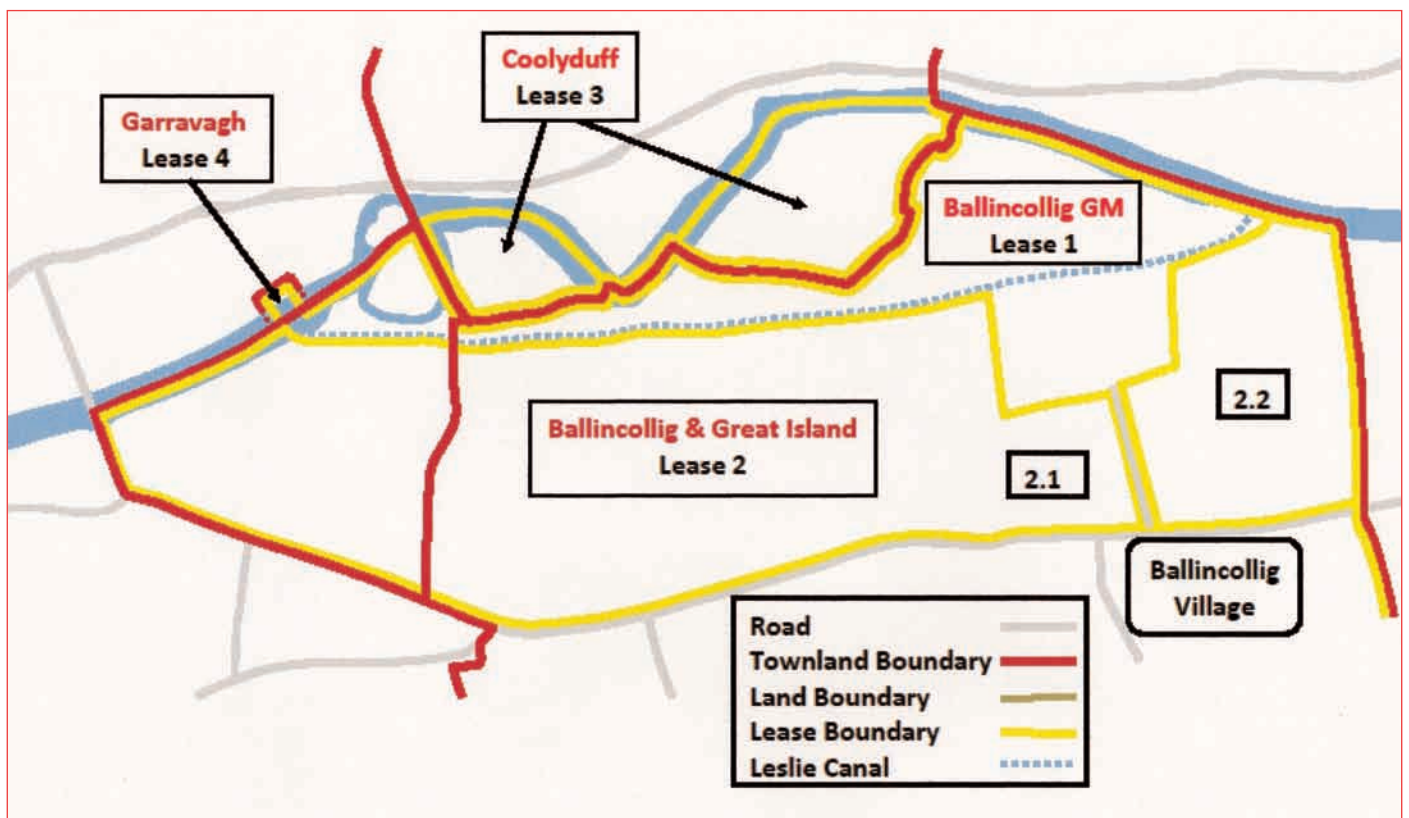 Coolyduff
Lease 3
Garravagh
Lease 4
Ballincollig GM
Lease 1
Ballincollig & Great Island
Lease 2
2.2
2.1
Ballincollig
Village
Road
Townland Boundary
Land Boundary
Lease Boundary
Leslie Canal